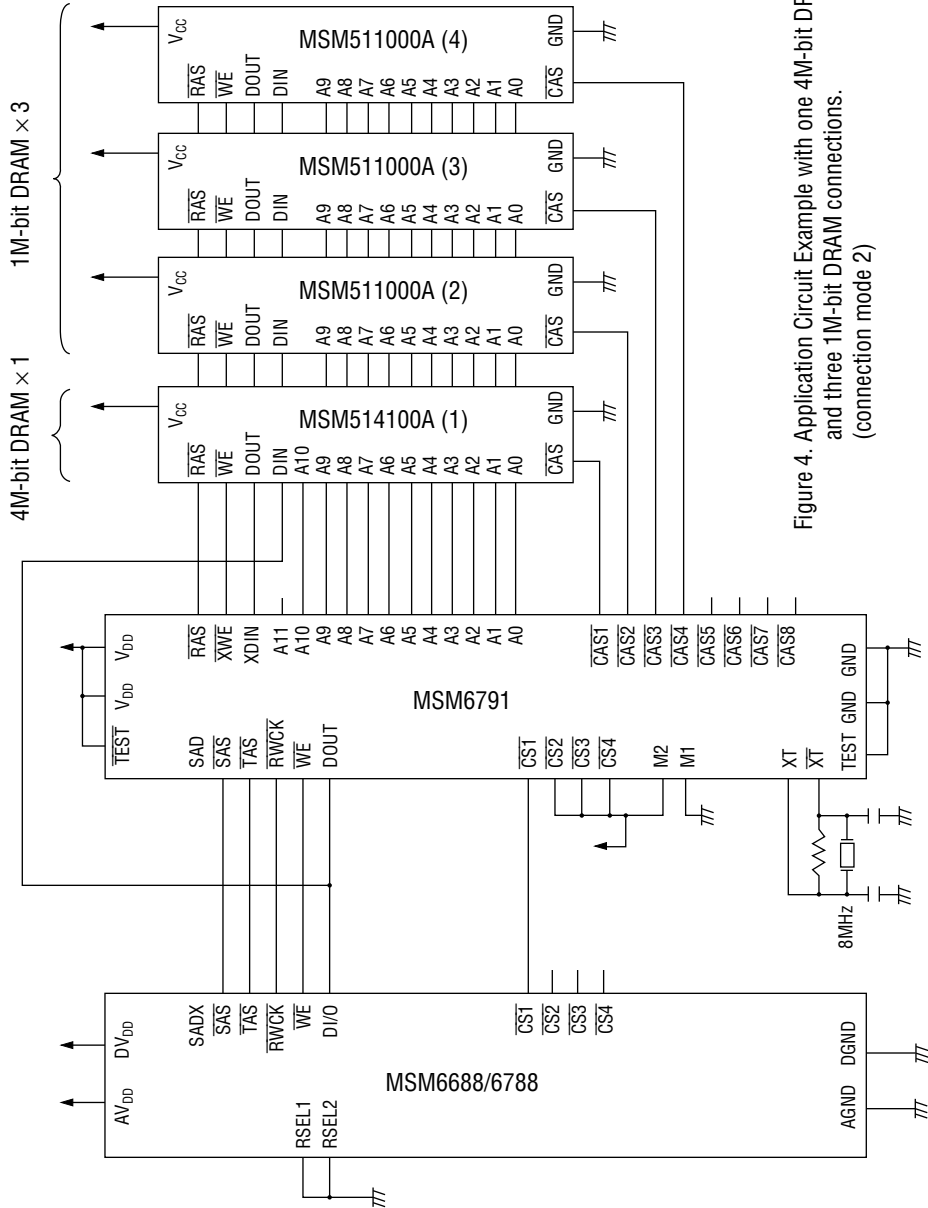 4M-bit DRAM × 1
1M-bit DRAM × 3
AVDD
DVDD
SADX
SAS
TAS
RWCK
WE
DI/O
RSEL1
RSEL2
MSM6688/6788
CS1
CS2
CS3
CS4
AGND
DGND
8MHz
TEST
VDD
VDD
SAD
SAS
TAS
RWCK
WE
DOUT
MSM6791
CS1
CS2
CS3
CS4
M2
M1
XT
XT
TEST
GND
GND
RAS
XWE
XDIN
A11
A10
A9
A8
A7
A6
A5
A4
A3
A2
A1
A0
CAS1
CAS2
CAS3
CAS4
CAS5
CAS6
CAS7
CAS8
VCC
MSM514100A (1)
RAS
WE
DOUT
DIN
A10
A9
A8
A7
A6
A5
A4
A3
A2
A1
A0
CAS
GND
VCC
MSM511000A (2)
RAS
WE
DOUT
DIN
A9
A8
A7
A6
A5
A4
A3
A2
A1
A0
CAS
GND
VCC
MSM511000A (3)
RAS
WE
DOUT
DIN
A9
A8
A7
A6
A5
A4
A3
A2
A1
A0
CAS
GND
VCC
MSM511000A (4)
RAS
WE
DOUT
DIN
A9
A8
A7
A6
A5
A4
A3
A2
A1
A0
CAS
GND
Figure 4. Application Circuit Example with one 4M-bit
and three 1M-bit DRAM connections.
(connection mode 2)